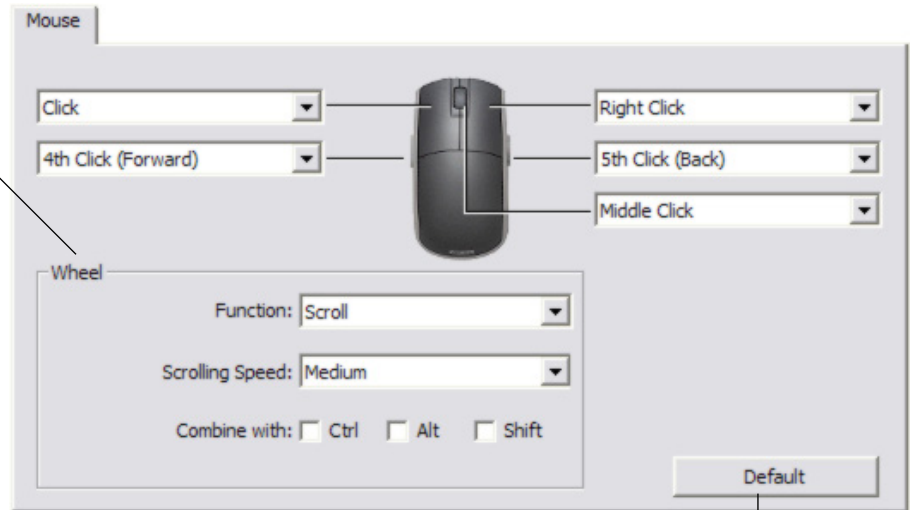 Mouse
Click
Right Click
4th Click (Forward)
5th Click (Back)
Middle Click
Wheel
Function: Scroll
Scrolling Speed: Medium
Combine with: Ctrl Alt Shift
Default